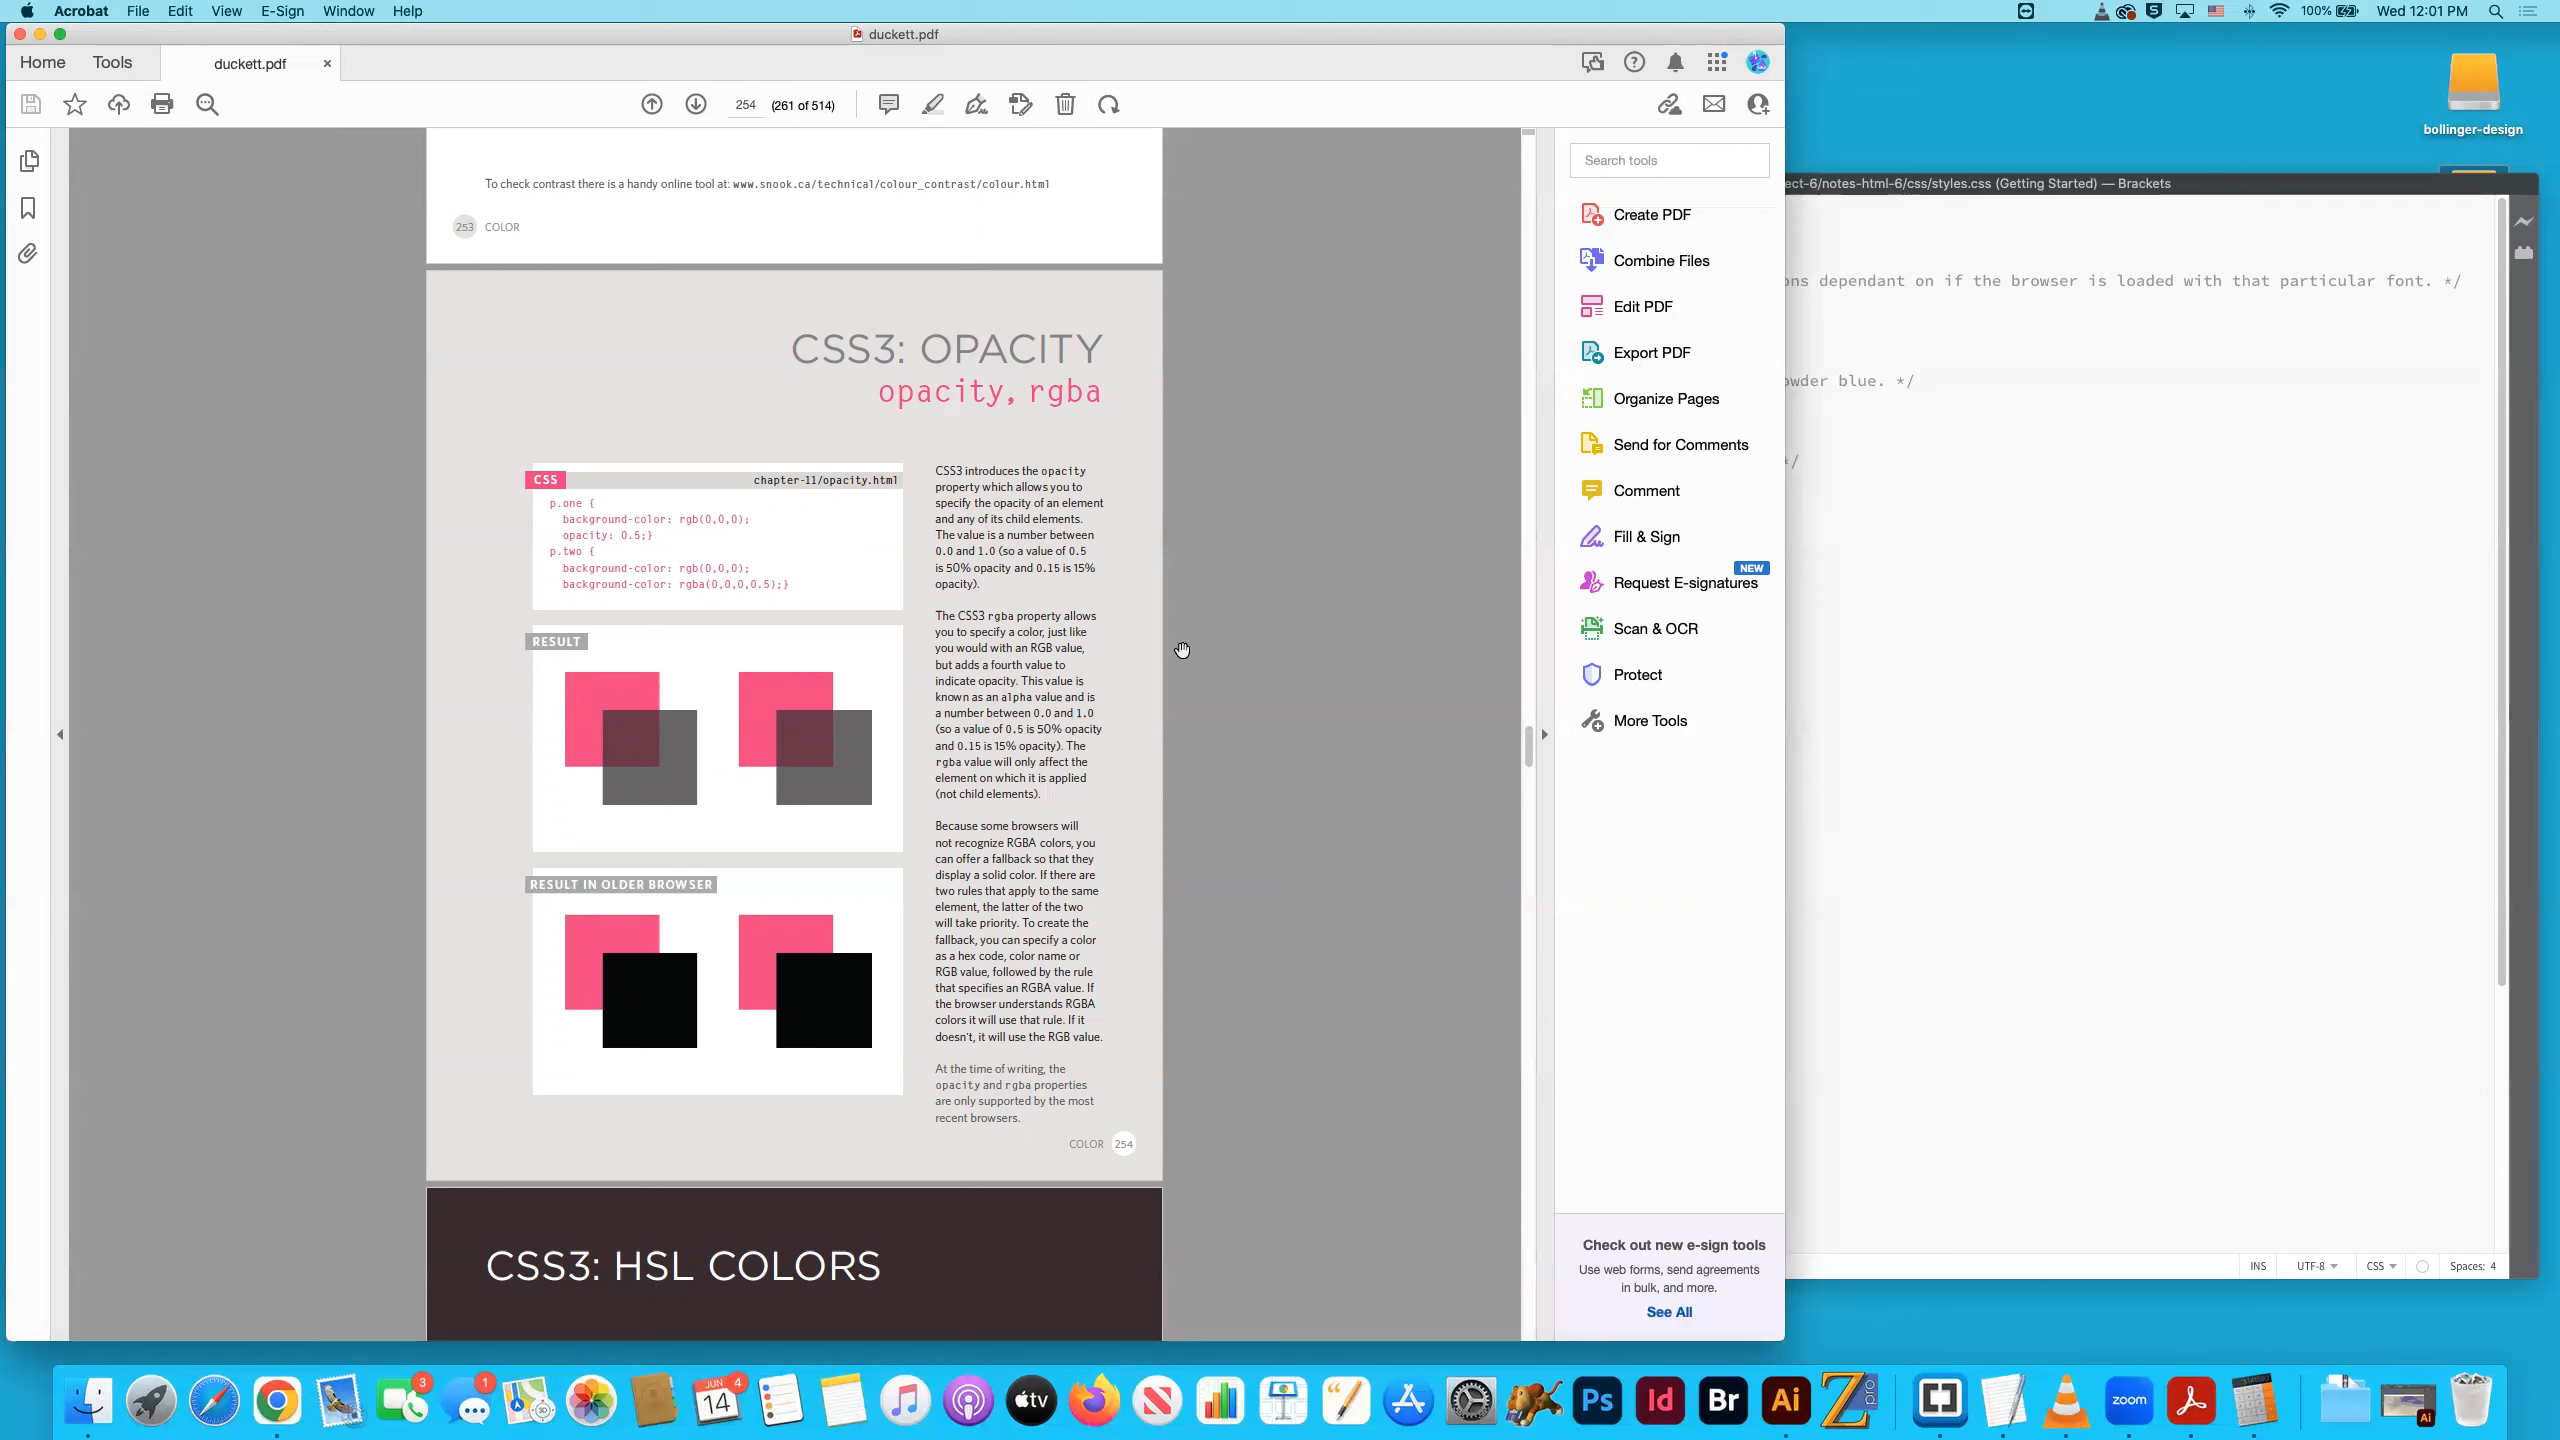 Acrobat File Edit View E-Sign Window Help
100% Wed 12:01 PM
duckett.pdf
Home Tools duckett.pdf ×
254 (261 of 514)
To check contrast there is a handy online tool at: www.snook.ca/technical/colour_contrast/colour.html
253 COLOR
CSS3: OPACITY
opacity, rgba
CSS chapter-11/opacity.html
p.one {
background-color: rgb(0,0,0);
opacity: 0.5;}
p.two {
background-color: rgb(0,0,0);
background-color: rgba(0,0,0,0.5);}
RESULT
RESULT IN OLDER BROWSER
CSS3 introduces the opacity
property which allows you to
specify the opacity of an element
and any of its child elements.
The value is a number between
0.0 and 1.0 (so a value of 0.5
is 50% opacity and 0.15 is 15%
opacity).
The CSS3 rgba property allows
you to specify a color, just like
you would with an RGB value,
but adds a fourth value to
indicate opacity. This value is
known as an alpha value and is
a number between 0.0 and 1.0
(so a value of 0.5 is 50% opacity
and 0.15 is 15% opacity). The
rgba value will only affect the
element on which it is applied
(not child elements).
Because some browsers will
not recognize RGBA colors, you
can offer a fallback so that they
display a solid color. If there are
two rules that apply to the same
element, the latter of the two
will take priority. To create the
fallback, you can specify a color
as a hex code, color name or
RGB value, followed by the rule
that specifies an RGBA value. If
the browser understands RGBA
colors it will use that rule. If it
doesn't, it will use the RGB value.
At the time of writing, the
opacity and rgba properties
are only supported by the most
recent browsers.
COLOR 254
CSS3: HSL COLORS
Search tools
Create PDF
Combine Files
Edit PDF
Export PDF
Organize Pages
Send for Comments
Comment
Fill & Sign
NEW
Request E-signatures
Scan & OCR
Protect
More Tools
Check out new e-sign tools
Use web forms, send agreements
in bulk, and more.
See All
bollinger-design
ect-6/notes-html-6/css/styles.css (Getting Started) — Brackets
ons dependant on if the browser is loaded with that particular font. */
owder blue. */
*/
INS UTF-8 CSS Spaces: 4
3 1 JUN 14 4 tv Ps Id Br Ai Z pro zoom Ai